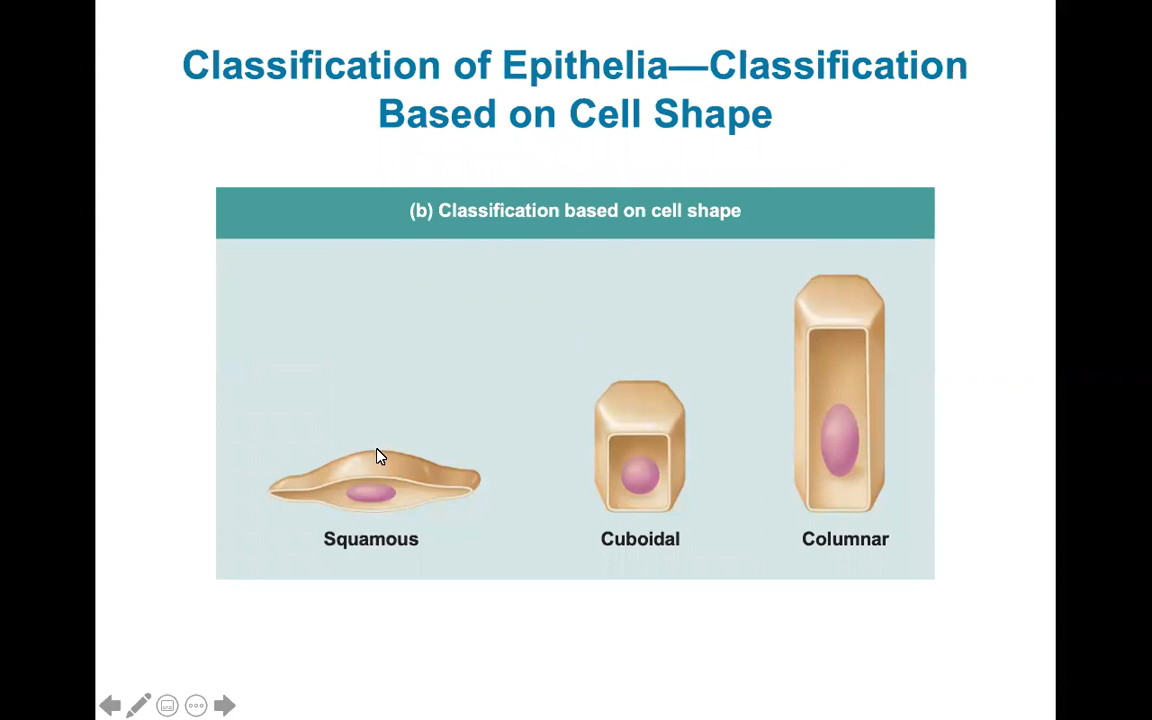 Classification of Epithelia—Classification
Based on Cell Shape
(b) Classification based on cell shape
Squamous
Cuboidal
Columnar